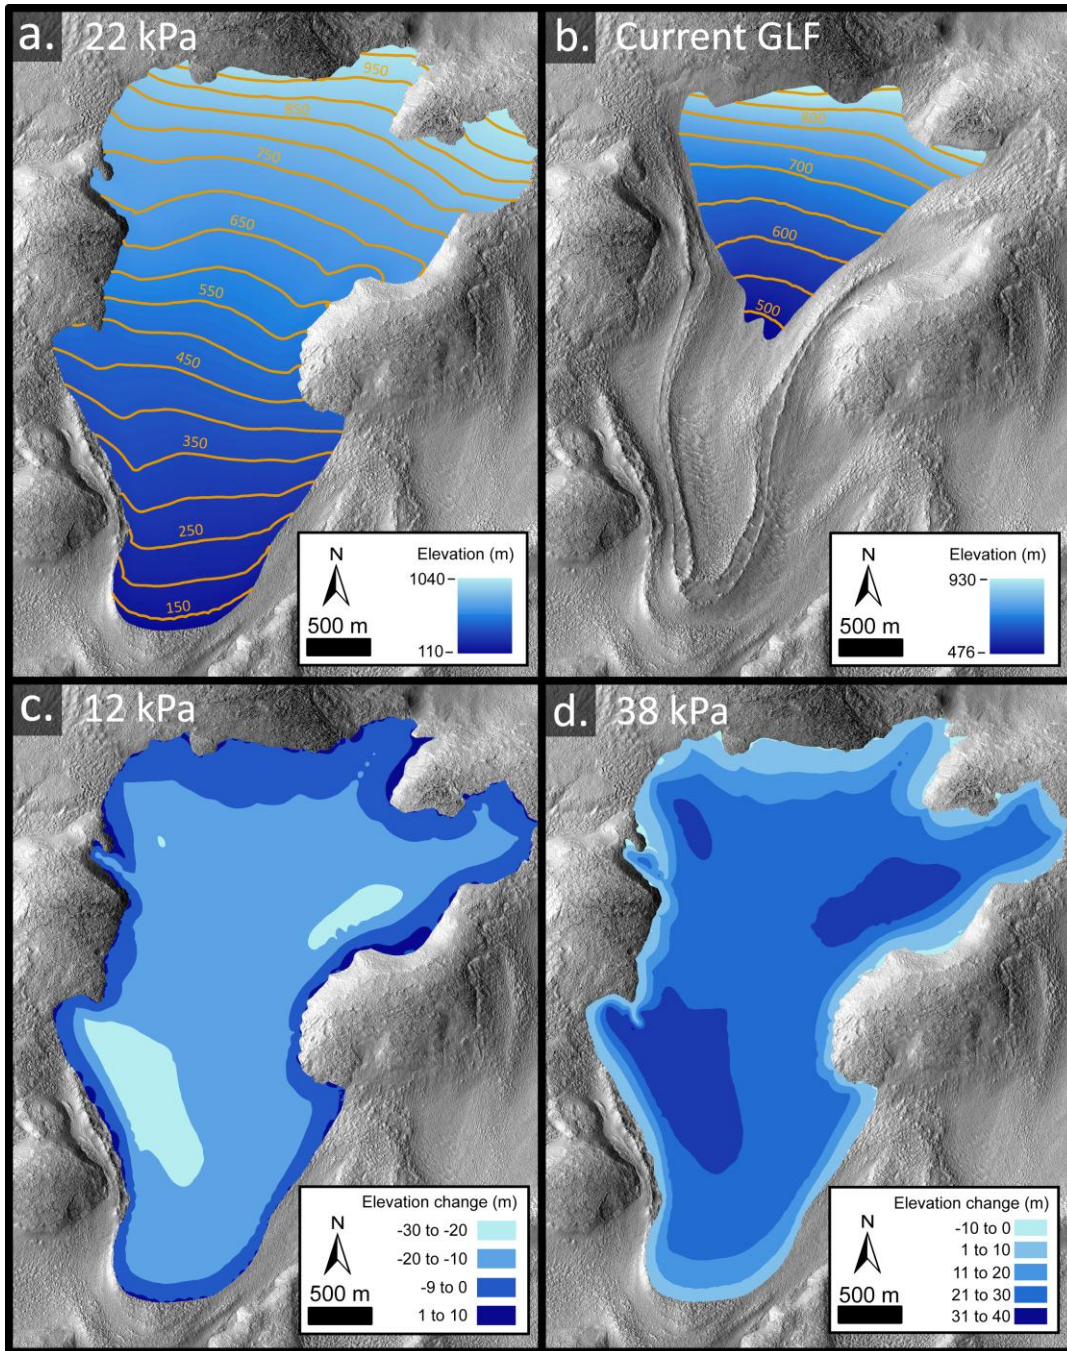 a. 22 kPa
950
850
750
650
550
450
350
250
150
N
500 m
Elevation (m)
1040
110
b. Current GLF
800
700
600
500
N
500 m
Elevation (m)
930
476
c. 12 kPa
N
500 m
Elevation change (m)
-30 to -20
-20 to -10
-9 to 0
1 to 10
d. 38 kPa
N
500 m
Elevation change (m)
-10 to 0
1 to 10
11 to 20
21 to 30
31 to 40